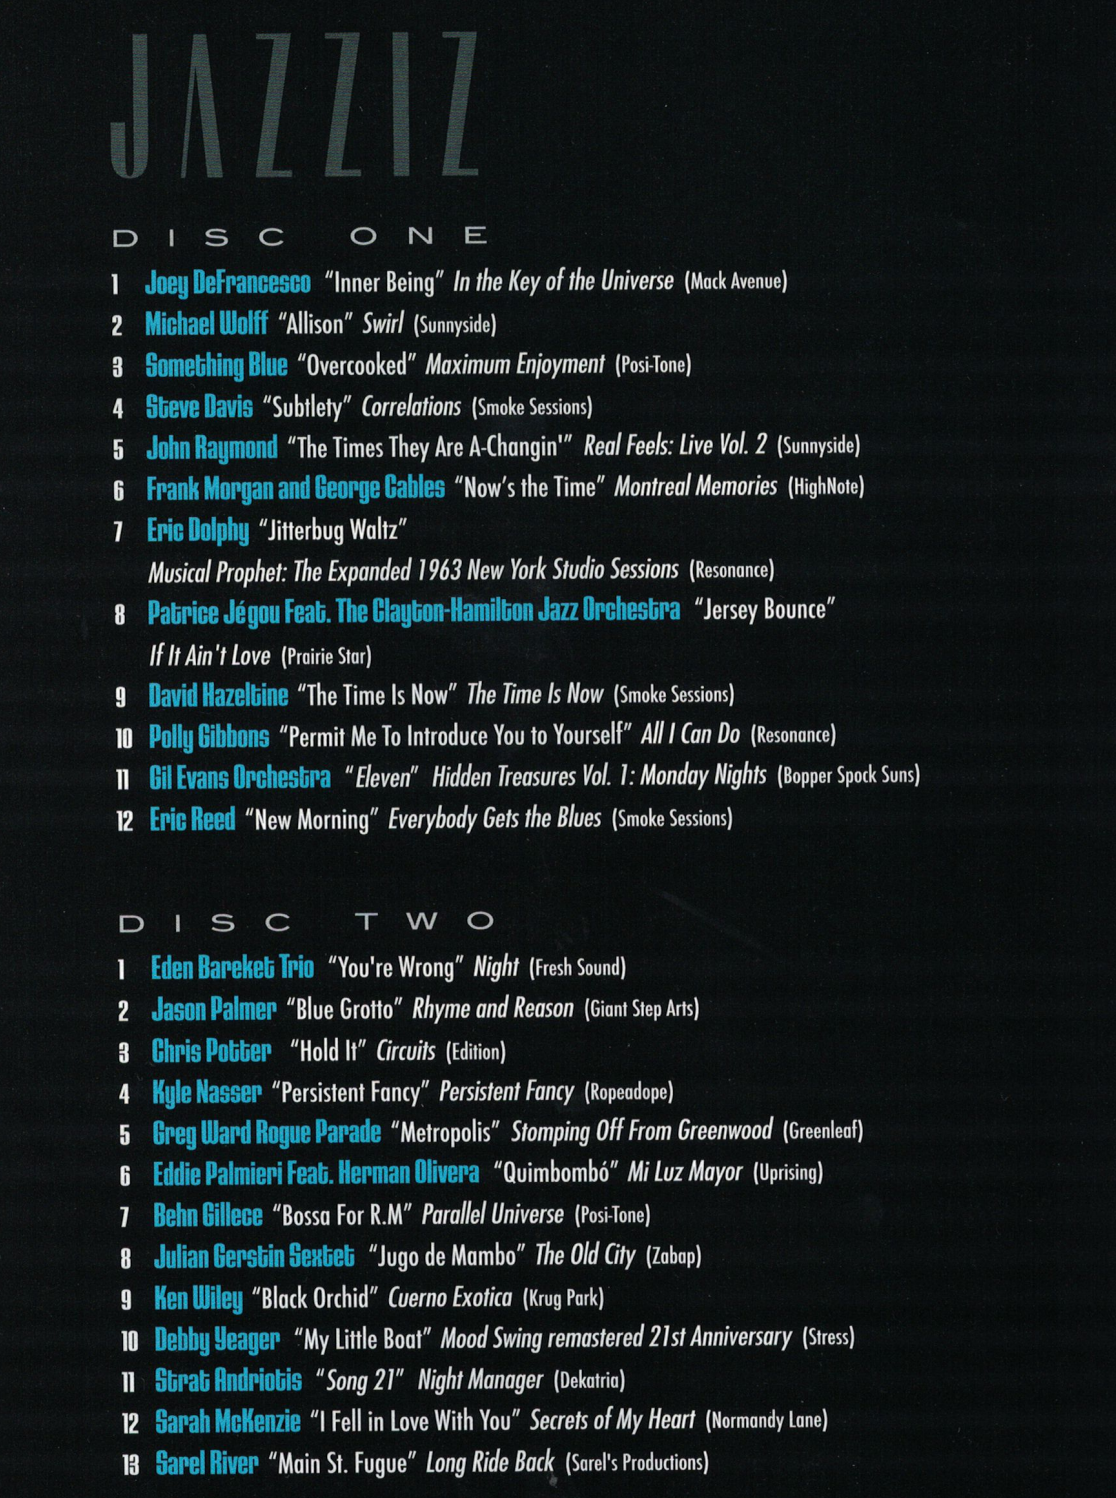 JAZZIZ
DISC ONE
1 Joey DeFrancesco “Inner Being” In the Key of the Universe (Mack Avenue)
2 Michael Wolff “Allison” Swirl (Sunnyside)
3 Something Blue “Overcooked” Maximum Enjoyment (Posi-Tone)
4 Steve Davis “Subtlety” Correlations (Smoke Sessions)
5 John Raymond “The Times They Are A-Changin'” Real Feels: Live Vol. 2 (Sunnyside)
6 Frank Morgan and George Cables “Now’s the Time” Montreal Memories (HighNote)
7 Eric Dolphy “Jitterbug Waltz”
Musical Prophet: The Expanded 1963 New York Studio Sessions (Resonance)
8 Patrice Jégou Feat. The Clayton-Hamilton Jazz Orchestra “Jersey Bounce”
If It Ain't Love (Prairie Star)
9 David Hazeltine “The Time Is Now” The Time Is Now (Smoke Sessions)
10 Polly Gibbons “Permit Me To Introduce You to Yourself” All I Can Do (Resonance)
11 Gil Evans Orchestra “Eleven” Hidden Treasures Vol. 1: Monday Nights (Bopper Spock Suns)
12 Eric Reed “New Morning” Everybody Gets the Blues (Smoke Sessions)
DISC TWO
1 Eden Bareket Trio “You're Wrong” Night (Fresh Sound)
2 Jason Palmer “Blue Grotto” Rhyme and Reason (Giant Step Arts)
3 Chris Potter “Hold It” Circuits (Edition)
4 Kyle Nasser “Persistent Fancy” Persistent Fancy (Ropeadope)
5 Greg Ward Rogue Parade “Metropolis” Stomping Off From Greenwood (Greenleaf)
6 Eddie Palmieri Feat. Herman Olivera “Quimbombó” Mi Luz Mayor (Uprising)
7 Behn Gillece “Bossa For R.M” Parallel Universe (Posi-Tone)
8 Julian Gerstin Sextet “Jugo de Mambo” The Old City (Zabap)
9 Ken Wiley “Black Orchid” Cuerno Exotica (Krug Park)
10 Debby Yeager “My Little Boat” Mood Swing remastered 21st Anniversary (Stress)
11 Strat Andriotis “Song 21” Night Manager (Dekatria)
12 Sarah McKenzie “I Fell in Love With You” Secrets of My Heart (Normandy Lane)
13 Sarel River “Main St. Fugue” Long Ride Back (Sarel's Productions)